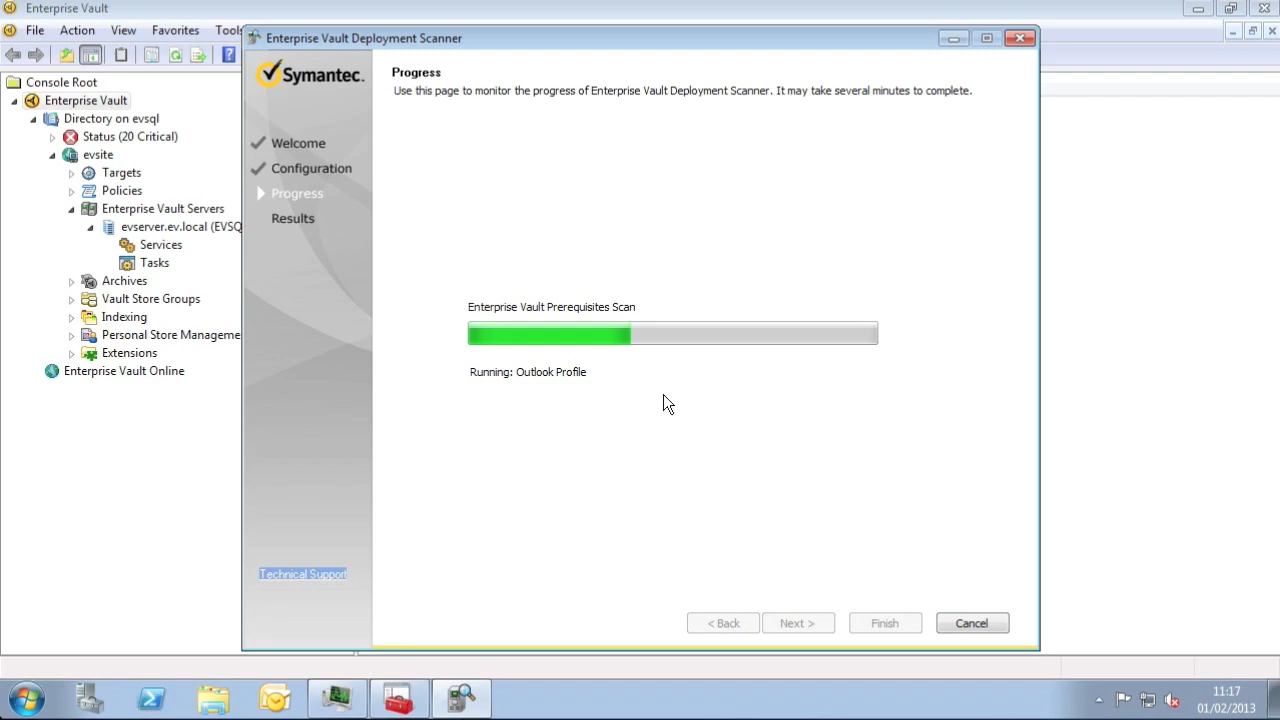 Enterprise Vault
File Action View Favorites Tools
Console Root
Enterprise Vault
Directory on evsql
Status (20 Critical)
evsite
Targets
Policies
Enterprise Vault Servers
evserver.ev.local (EVSQ
Services
Tasks
Archives
Vault Store Groups
Indexing
Personal Store Manageme
Extensions
Enterprise Vault Online
Enterprise Vault Deployment Scanner
Symantec.
Welcome
Configuration
Progress
Results
Technical Support
Progress
Use this page to monitor the progress of Enterprise Vault Deployment Scanner. It may take several minutes to complete.
Enterprise Vault Prerequisites Scan
Running: Outlook Profile
< Back Next > Finish Cancel
11:17
01/02/2013